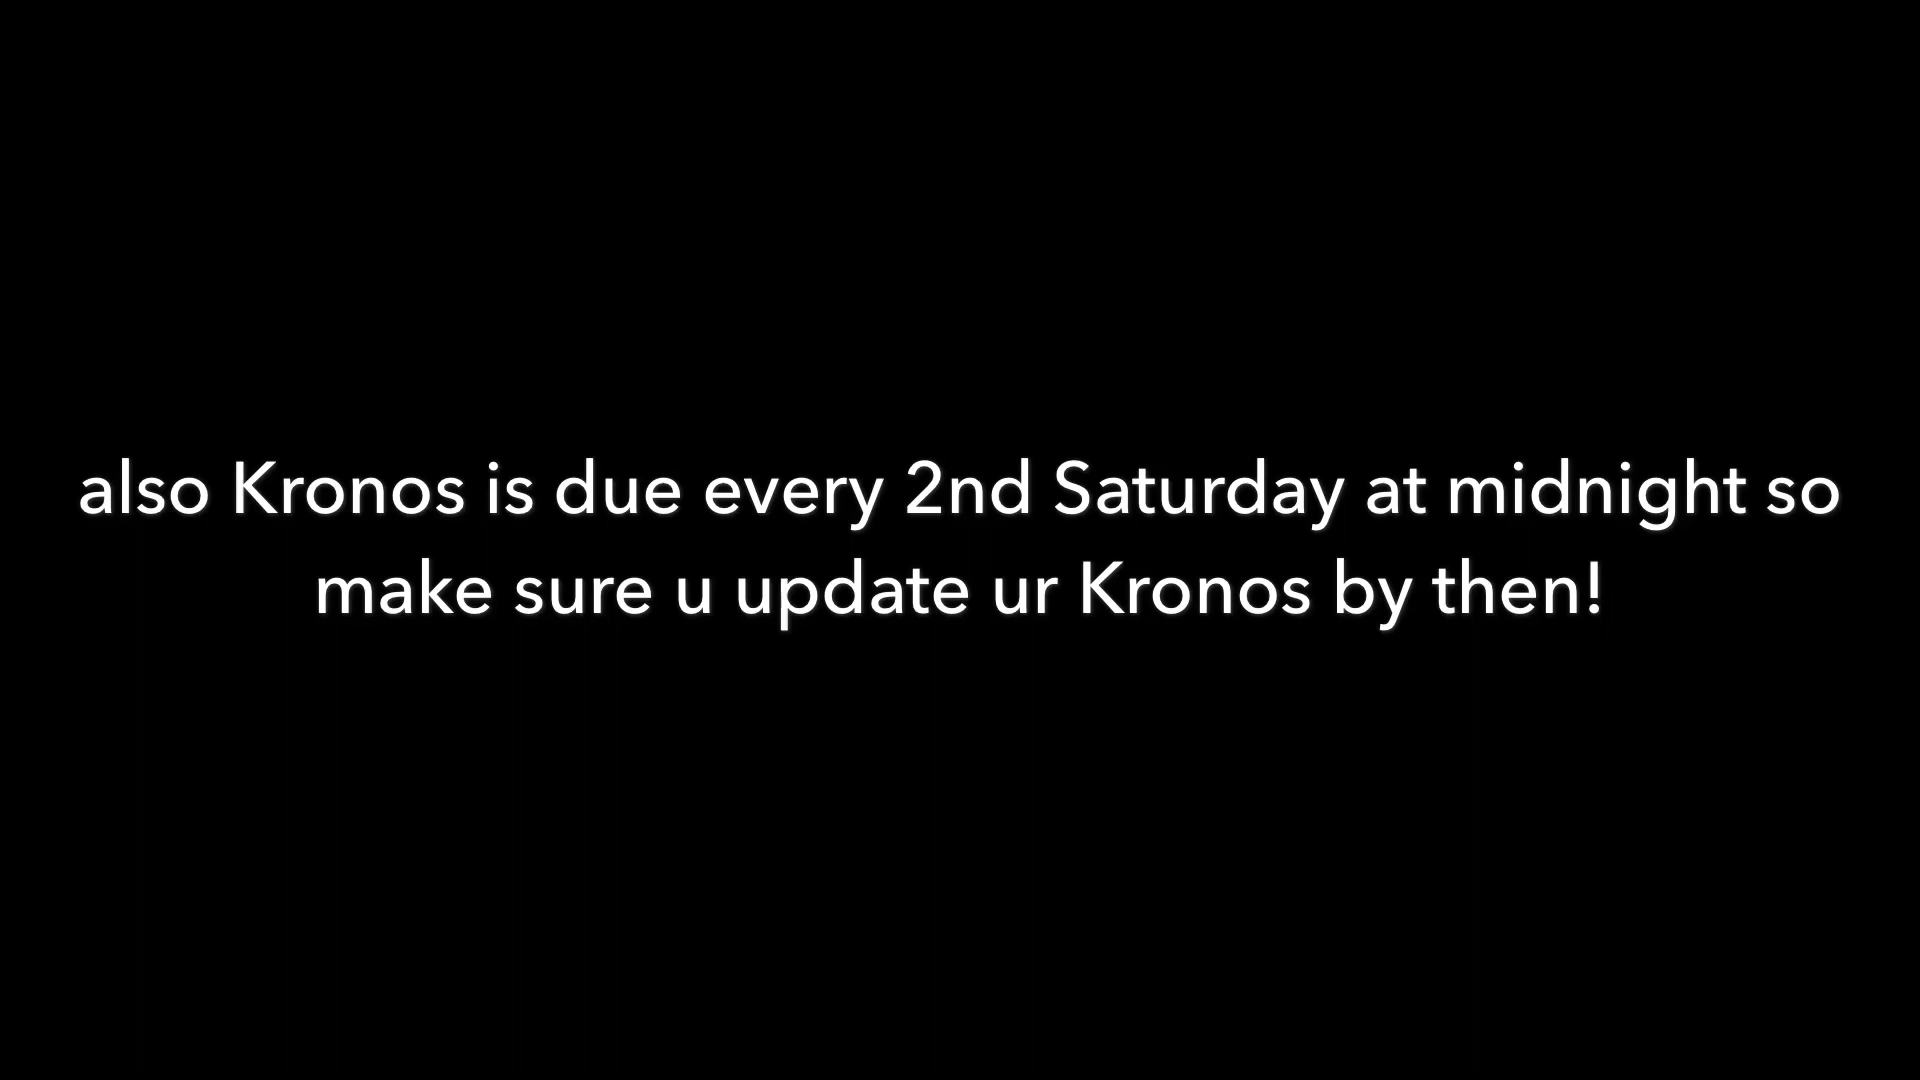 also Kronos is due every 2nd Saturday at midnight so
make sure u update ur Kronos by then!